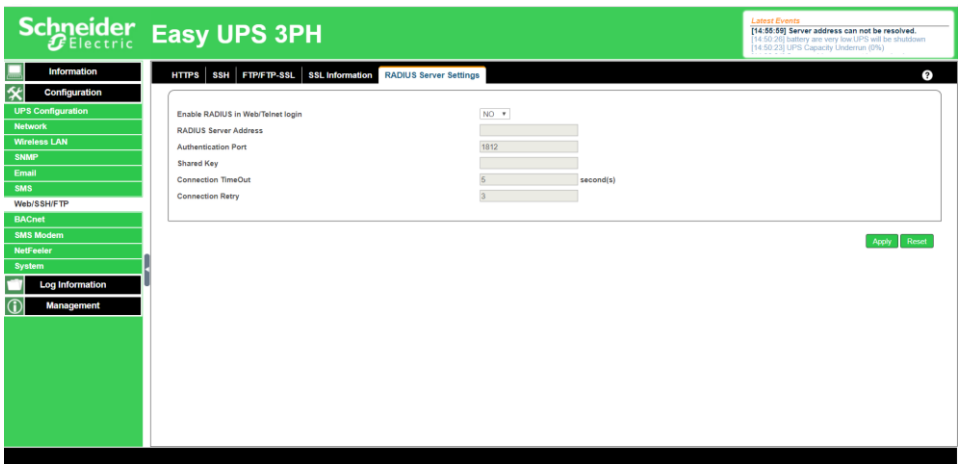 Schneider Electric
Easy UPS 3PH
Latest Events
[14:55:59] Server address can not be resolved.
[14:50:26] battery are very low UPS will be shutdown
[14:50:23] UPS Capacity Underrun (0%)
Information
Configuration
UPS Configuration
Network
Wireless LAN
SNMP
Email
SMS
Web/SSH/FTP
BACnet
SMS Modem
NetFeeler
System
Log Information
Management
HTTPS SSH FTP/FTP-SSL SSL Information RADIUS Server Settings ?
Enable RADIUS in Web/Telnet login NO
RADIUS Server Address
Authentication Port 1812
Shared Key
Connection TimeOut 5 second(s)
Connection Retry 3
Apply Reset